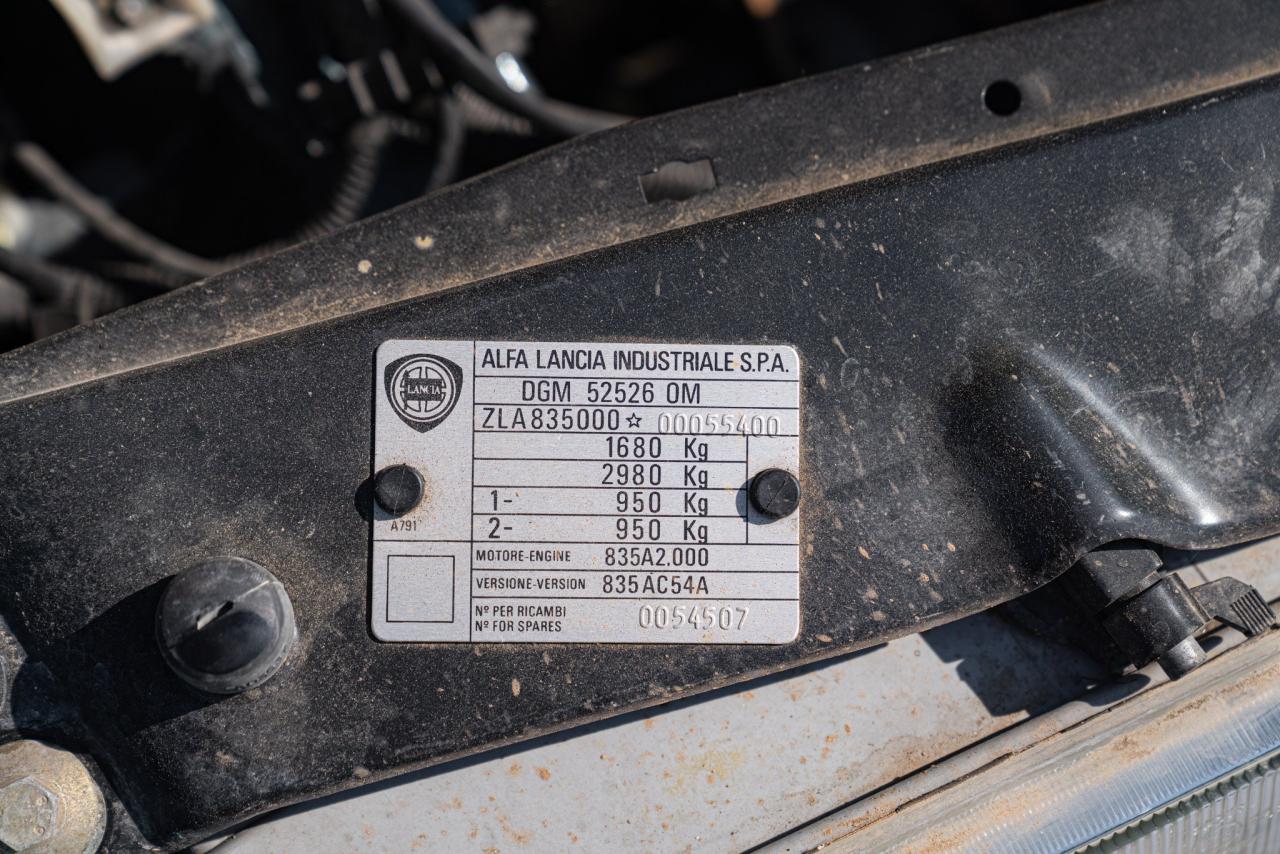 LANCIA
ALFA LANCIA INDUSTRIALE S.P.A.
DGM 52526 OM
ZLA835000☆ 00055400
1680 Kg
2980 Kg
1- 950 Kg
2- 950 Kg
A791
MOTORE-ENGINE 835A2.000
VERSIONE-VERSION 835AC54A
Nº PER RICAMBI
Nº FOR SPARES 0054507